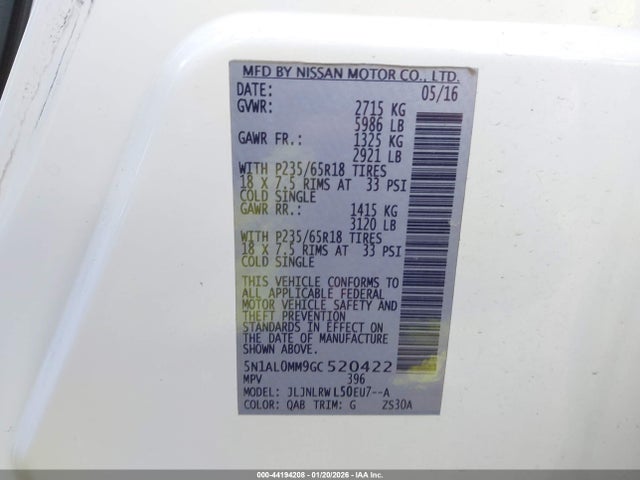 MFD BY NISSAN MOTOR CO., LTD.
DATE: 05/16
GVWR: 2715 KG
5986 LB
GAWR FR.: 1325 KG
2921 LB
WITH P235/65R18 TIRES
18 X 7.5 RIMS AT 33 PSI
COLD SINGLE
GAWR RR.: 1415 KG
3120 LB
WITH P235/65R18 TIRES
18 X 7.5 RIMS AT 33 PSI
COLD SINGLE
THIS VEHICLE CONFORMS TO
ALL APPLICABLE FEDERAL
MOTOR VEHICLE SAFETY AND
THEFT PREVENTION
STANDARDS IN EFFECT ON
THE DATE OF MANUFACTURE
SHOWN ABOVE.
5N1AL0MM9GC520422
MPV 396
MODEL: JLJNLRW L50EU7--A
COLOR: QAB TRIM: G ZS30A
000-44194208 - 01/20/2026 - IAAI.COM